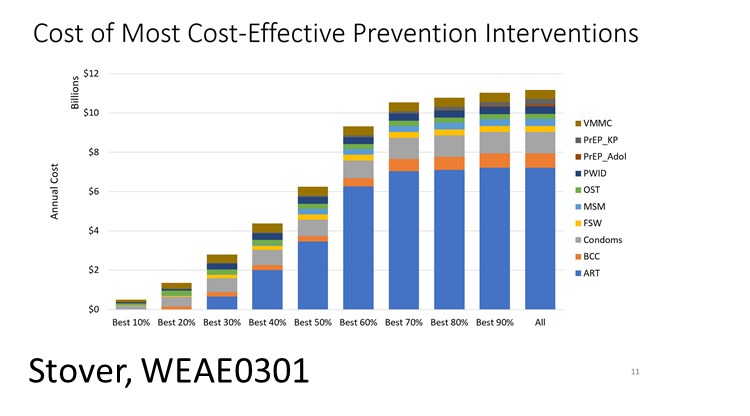 Cost of Most Cost-Effective Prevention Interventions
Billions
Annual Cost
$12
$10
$8
$6
$4
$2
$0
Best 10% Best 20% Best 30% Best 40% Best 50% Best 60% Best 70% Best 80% Best 90% All
VMMC
PrEP_KP
PrEP_Adol
PWID
OST
MSM
FSW
Condoms
BCC
ART
Stover, WEAE0301
11